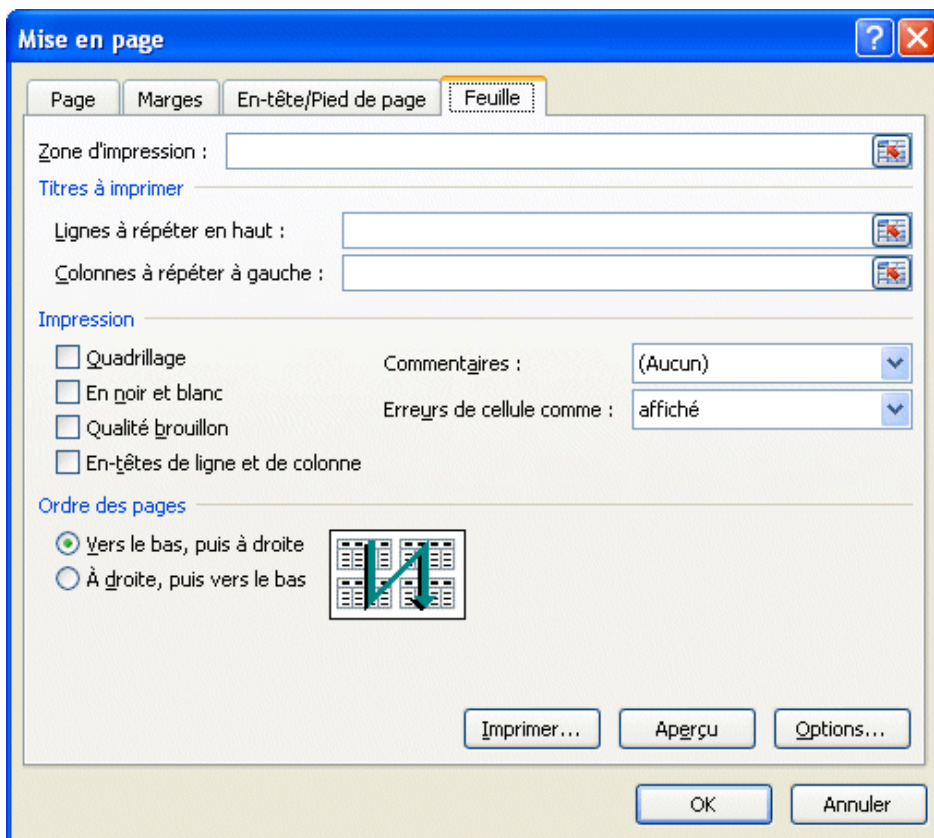 Mise en page
Page Marges En-tête/Pied de page Feuille
Zone d'impression :
Titres à imprimer
Lignes à répéter en haut :
Colonnes à répéter à gauche :
Impression
Quadrillage
En noir et blanc
Qualité brouillon
En-têtes de ligne et de colonne
Commentaires : (Aucun)
Erreurs de cellule comme : affiché
Ordre des pages
Vers le bas, puis à droite
À droite, puis vers le bas
Imprimer... Aperçu Options...
OK Annuler